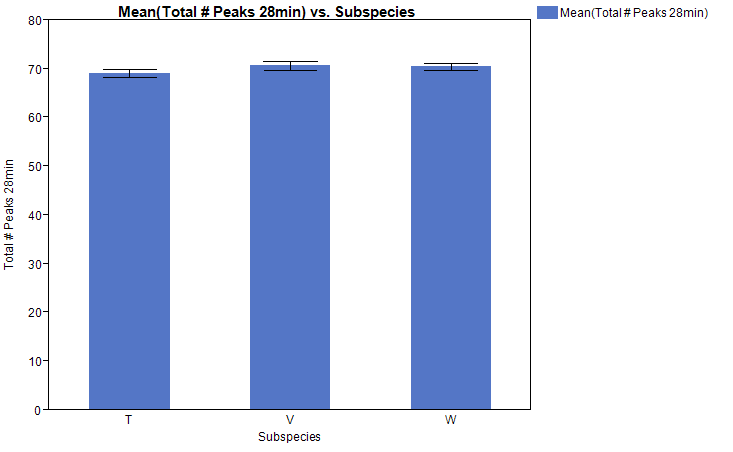 Mean(Total # Peaks 28min) vs. Subspecies
Mean(Total # Peaks 28min)
80
70
60
50
40
30
20
10
0
Total # Peaks 28min
T
V
W
Subspecies